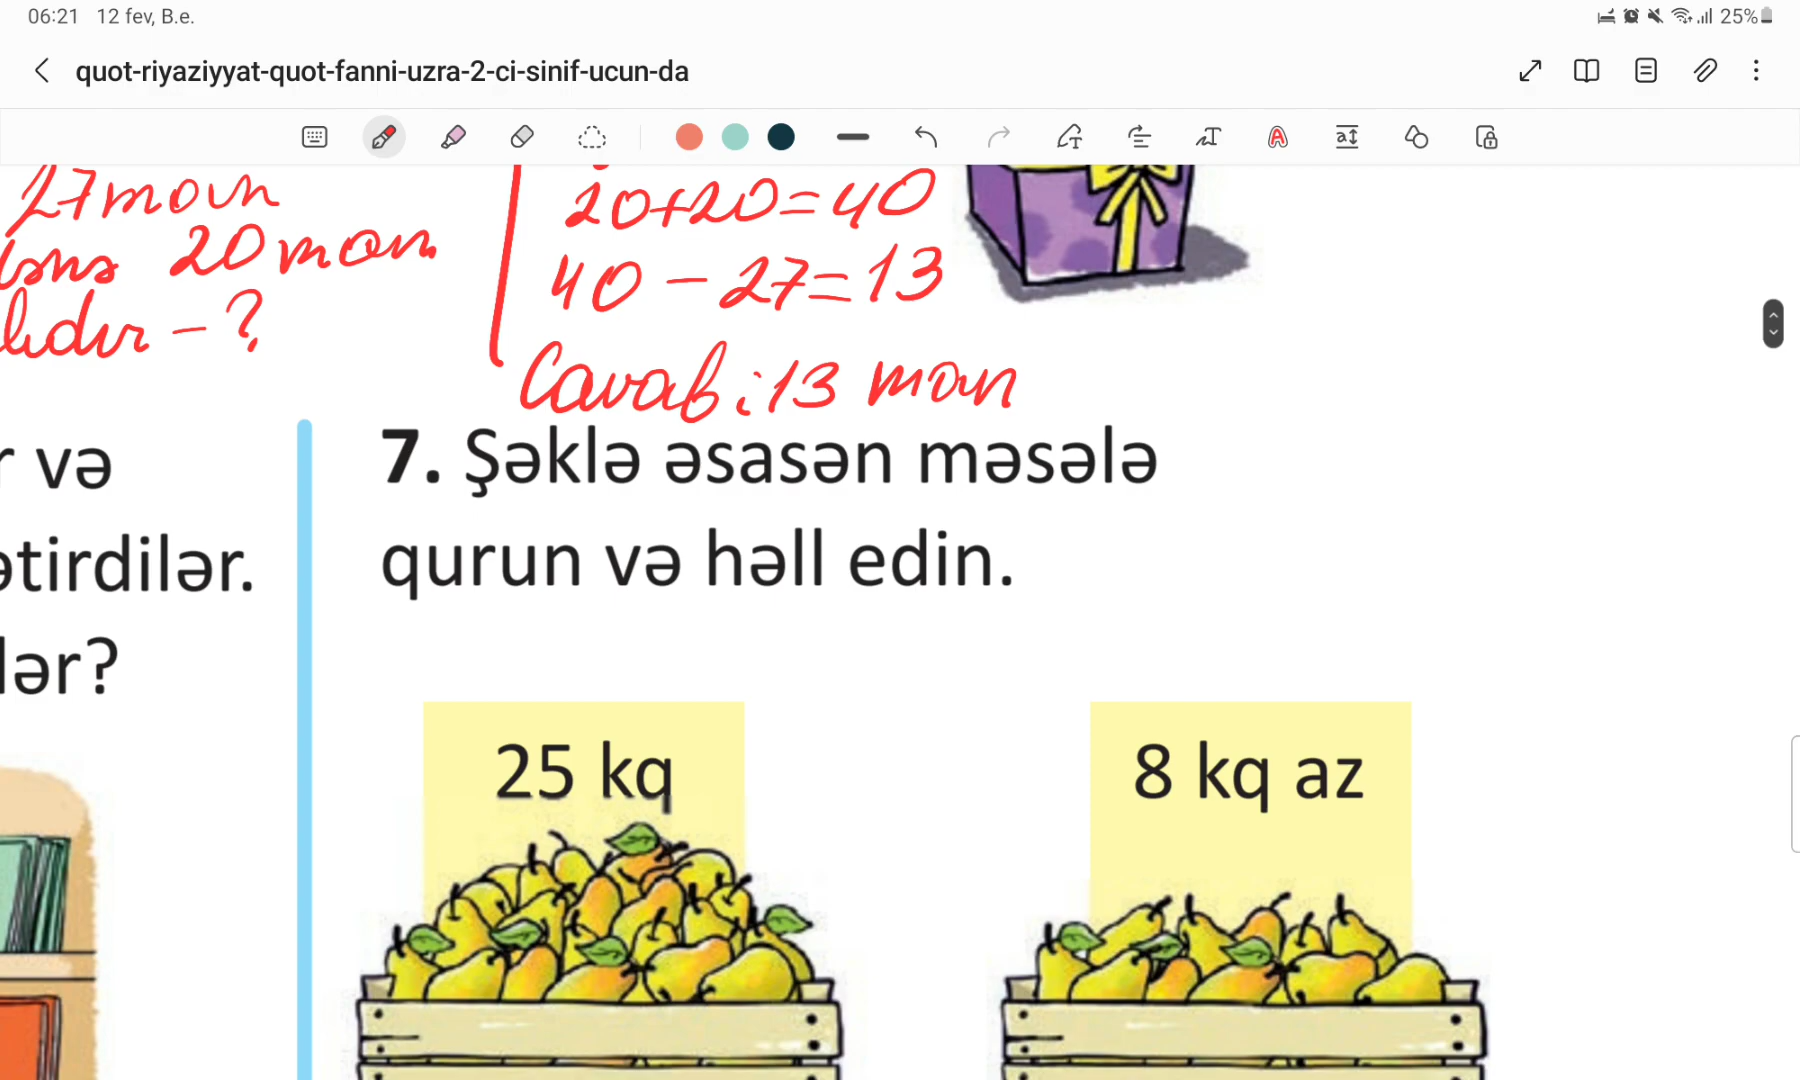 06:21 12 fev, B.e.
25%
quot-riyaziyyat-quot-fanni-uzra-2-ci-sinif-ucun-da
27 man
20 man
– ?
20+20=40
40 – 27=13
Cavab: 13 man
r və
ətirdilər.
lər?
7. Şəklə əsasən məsələ
qurun və həll edin.
25 kq
8 kq az